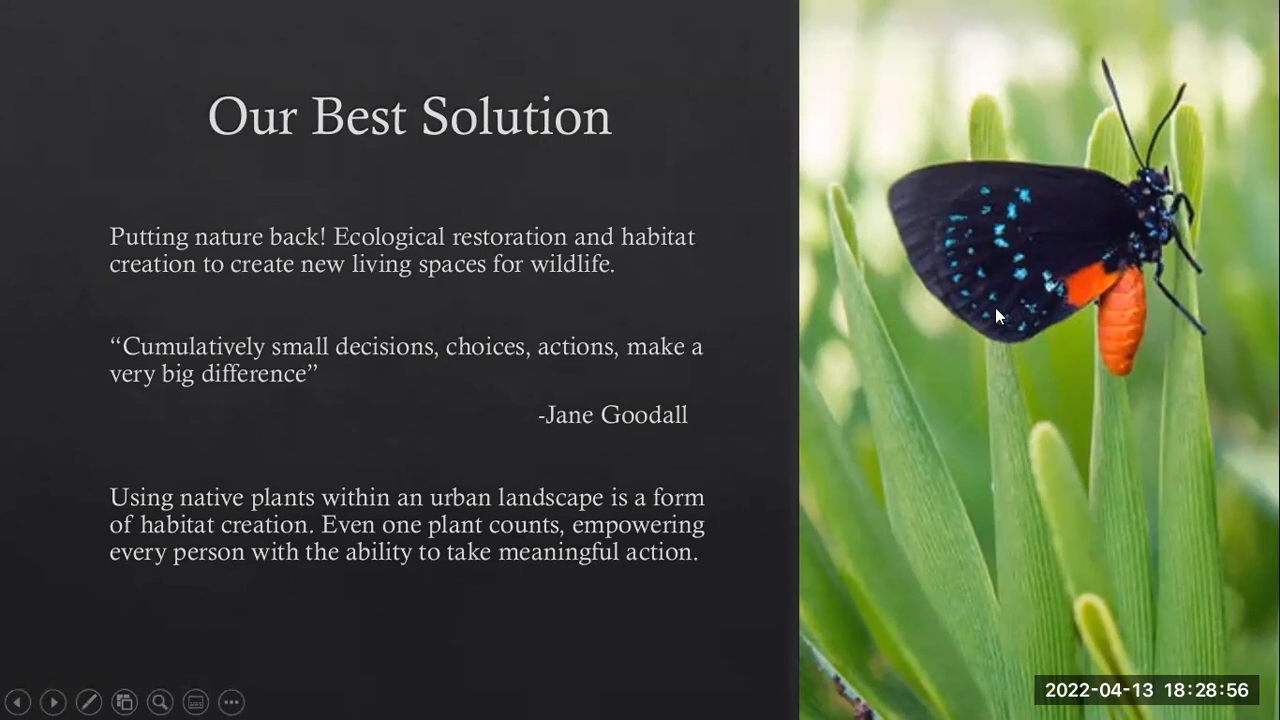 Our Best Solution
Putting nature back! Ecological restoration and habitat
creation to create new living spaces for wildlife.
“Cumulatively small decisions, choices, actions, make a
very big difference”
-Jane Goodall
Using native plants within an urban landscape is a form
of habitat creation. Even one plant counts, empowering
every person with the ability to take meaningful action.
2022-04-13 18:28:56